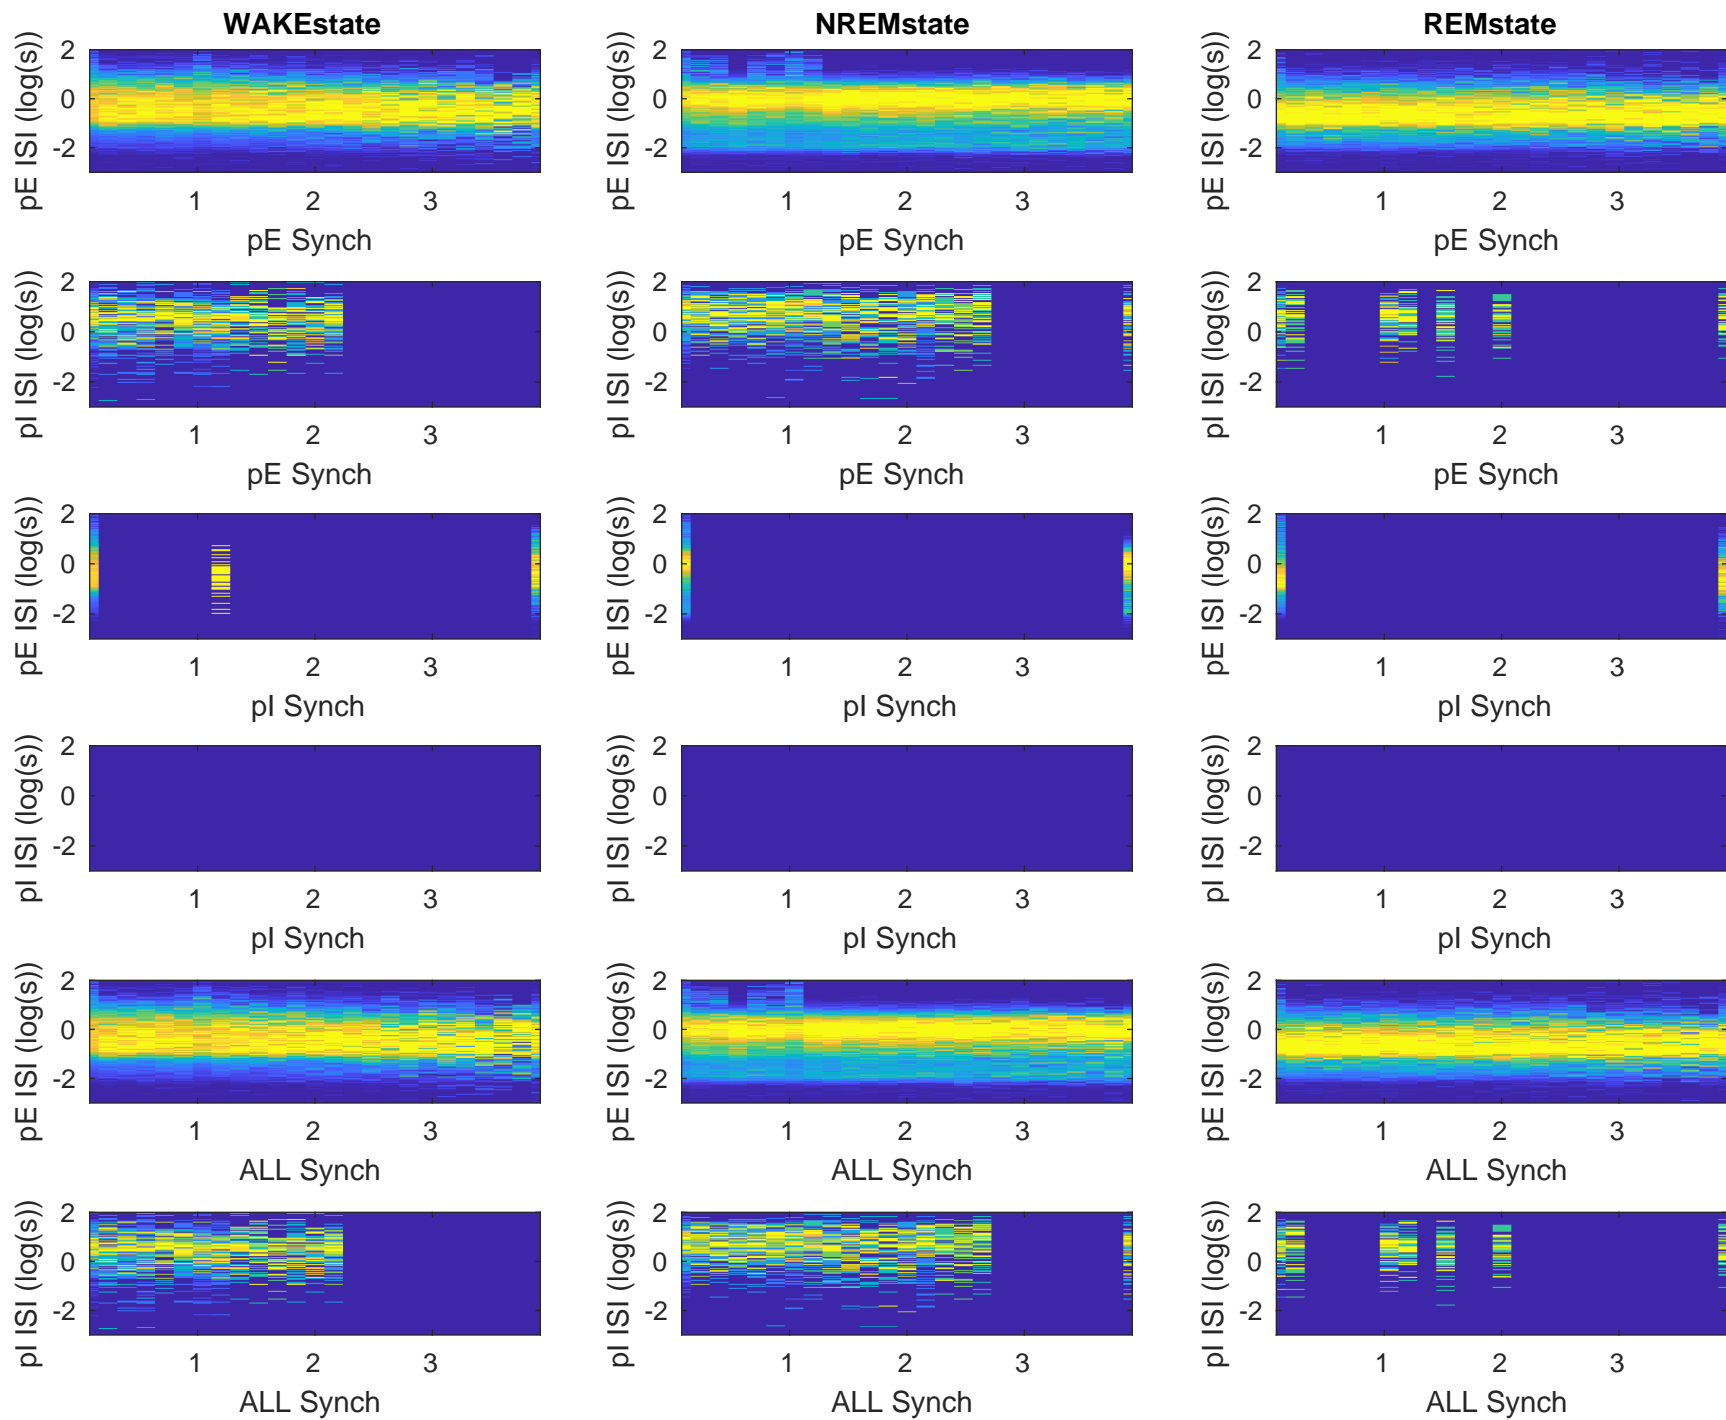 WAKEstate NREMstate REMstate
pE ISI (log(s)) 2 0 -2 pE ISI (log(s)) 2 0 -2 pE ISI (log(s)) 2 0 -2
1 2 3 1 2 3 1 2 3
pE Synch pE Synch pE Synch
pI ISI (log(s)) 2 0 -2 pI ISI (log(s)) 2 0 -2 pI ISI (log(s)) 2 0 -2
1 2 3 1 2 3 1 2 3
pE Synch pE Synch pE Synch
pE ISI (log(s)) 2 0 -2 pE ISI (log(s)) 2 0 -2 pE ISI (log(s)) 2 0 -2
1 2 3 1 2 3 1 2 3
pI Synch pI Synch pI Synch
pI ISI (log(s)) 2 0 -2 pI ISI (log(s)) 2 0 -2 pI ISI (log(s)) 2 0 -2
1 2 3 1 2 3 1 2 3
pI Synch pI Synch pI Synch
pE ISI (log(s)) 2 0 -2 pE ISI (log(s)) 2 0 -2 pE ISI (log(s)) 2 0 -2
1 2 3 1 2 3 1 2 3
ALL Synch ALL Synch ALL Synch
pI ISI (log(s)) 2 0 -2 pI ISI (log(s)) 2 0 -2 pI ISI (log(s)) 2 0 -2
1 2 3 1 2 3 1 2 3
ALL Synch ALL Synch ALL Synch